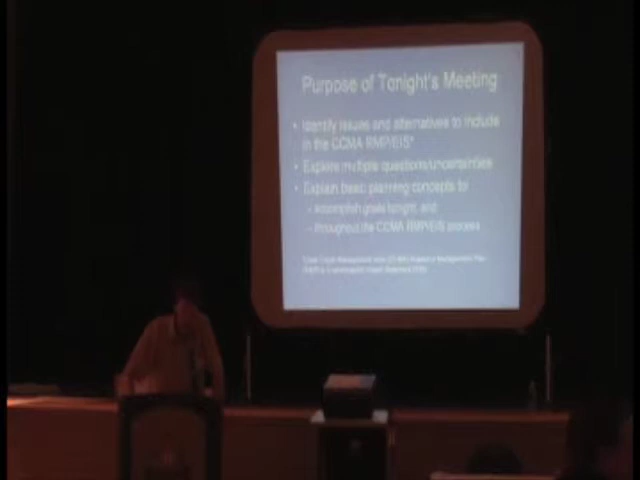 Purpose of Tonight's Meeting
• Identify issues and alternatives to include
in the CCMA RMP/EIS*
• Explore multiple questions/uncertainties
• Explain basic planning concepts to
– Accomplish goals tonight, and
– throughout the CCMA RMP/EIS process